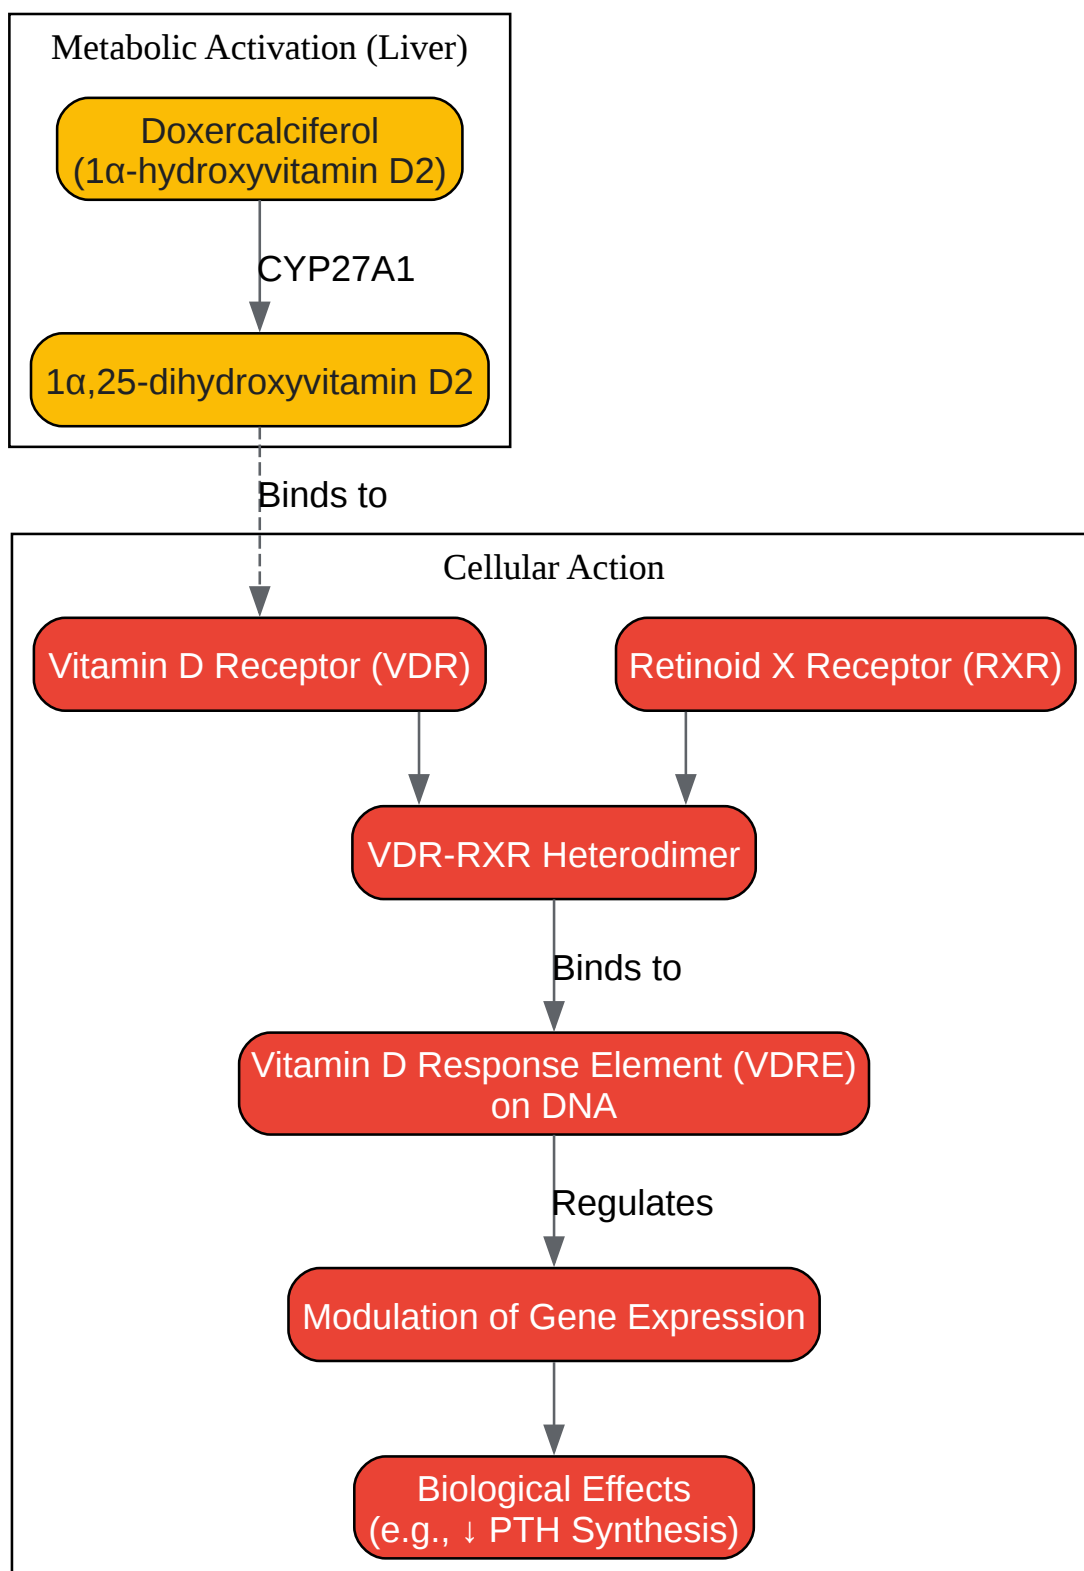 Metabolic Activation (Liver)
Doxercalciferol
(1α-hydroxyvitamin D2)
CYP27A1
1α,25-dihydroxyvitamin D2
Binds to
Cellular Action
Vitamin D Receptor (VDR)
Retinoid X Receptor (RXR)
VDR-RXR Heterodimer
Binds to
Vitamin D Response Element (VDRE)
on DNA
Regulates
Modulation of Gene Expression
Biological Effects
(e.g., ↓ PTH Synthesis)